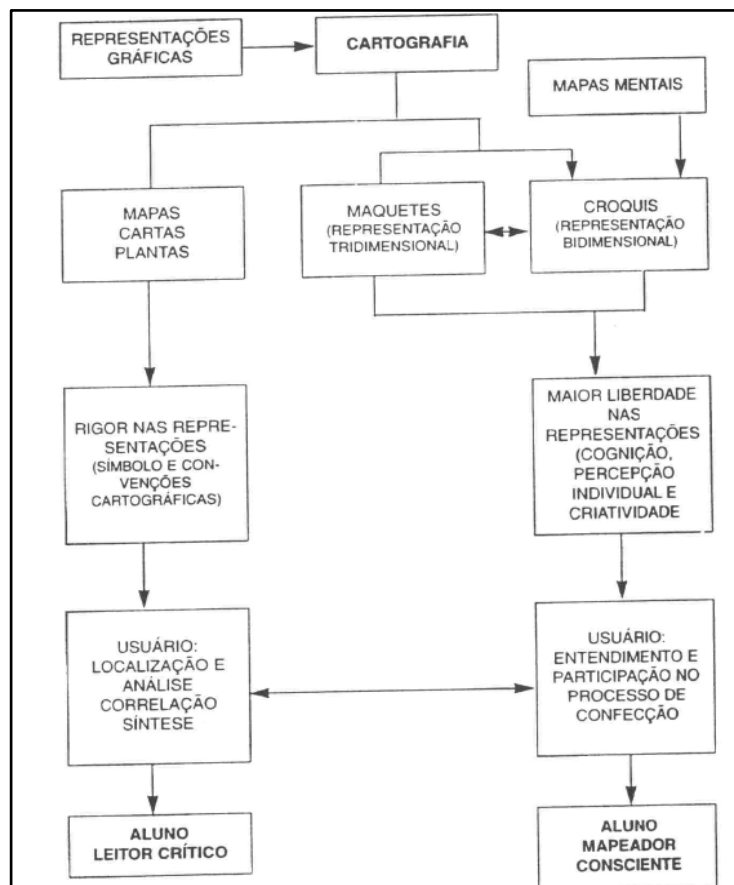 REPRESENTAÇÕES
GRÁFICAS
CARTOGRAFIA
MAPAS MENTAIS
MAPAS
CARTAS
PLANTAS
MAQUETES
(REPRESENTAÇÃO
TRIDIMENSIONAL)
CROQUIS
(REPRESENTAÇÃO
BIDIMENSIONAL)
RIGOR NAS REPRE-
SENTAÇÕES
(SÍMBOLO E CON-
VENÇÕES
CARTOGRÁFICAS)
MAIOR LIBERDADE
NAS
REPRESENTAÇÕES
(COGNIÇÃO,
PERCEPÇÃO
INDIVIDUAL E
CRIATIVIDADE
USUÁRIO:
LOCALIZAÇÃO E
ANÁLISE
CORRELAÇÃO
SÍNTESE
USUÁRIO:
ENTENDIMENTO E
PARTICIPAÇÃO NO
PROCESSO DE
CONFECÇÃO
ALUNO
LEITOR CRÍTICO
ALUNO
MAPEADOR
CONSCIENTE